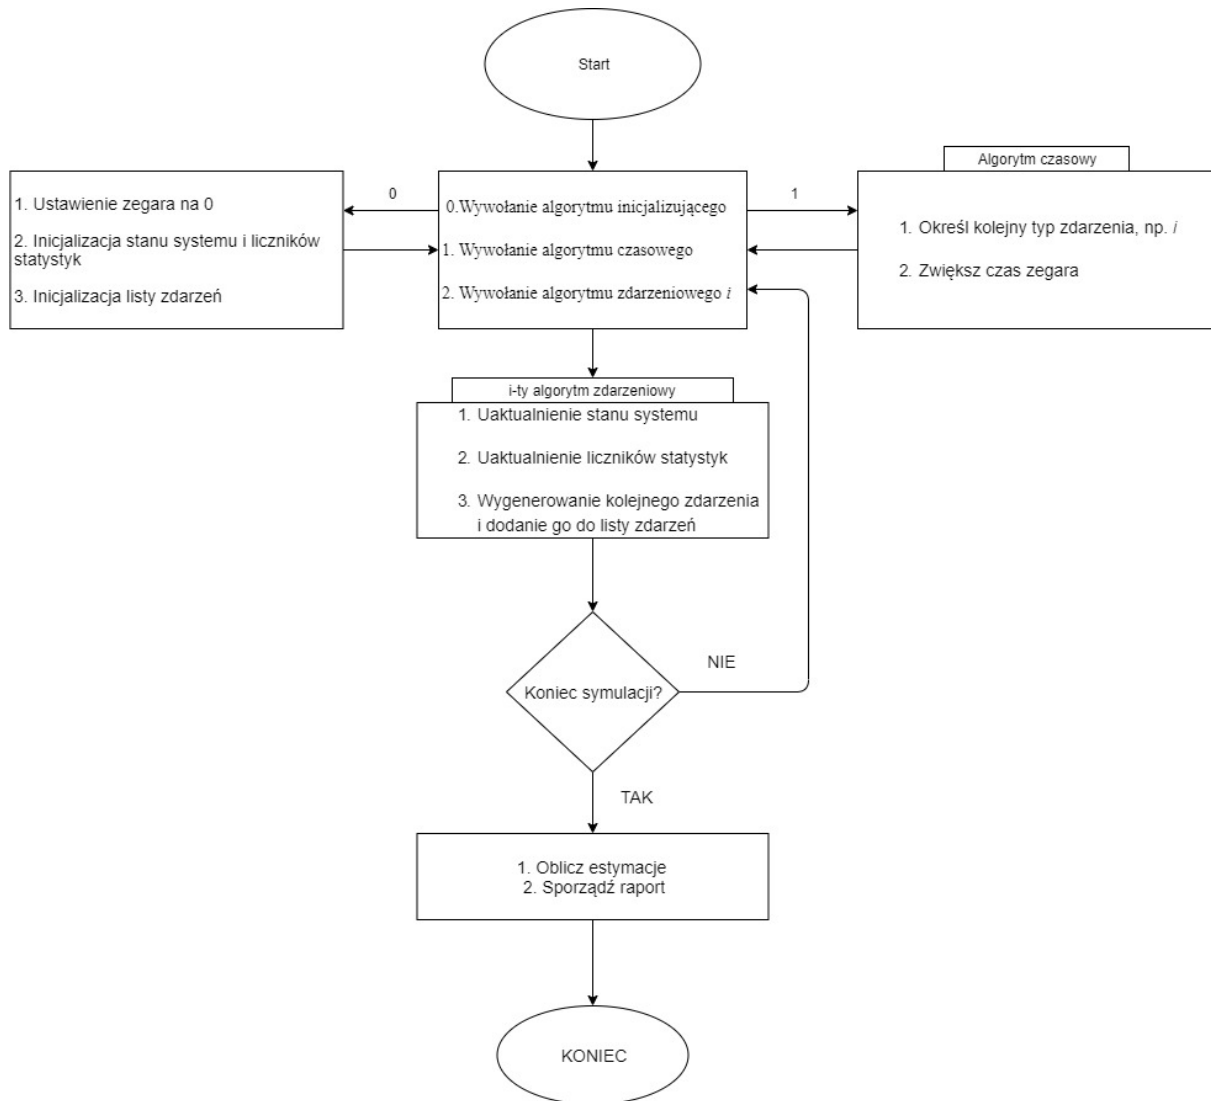 Start
Algorytm czasowy
1. Ustawienie zegara na 0
2. Inicjalizacja stanu systemu i liczników
statystyk
3. Inicjalizacja listy zdarzeń
0
0.Wywołanie algorytmu inicjalizującego
1. Wywołanie algorytmu czasowego
2. Wywołanie algorytmu zdarzeniowego i
1
1. Określ kolejny typ zdarzenia, np. i
2. Zwiększ czas zegara
i-ty algorytm zdarzeniowy
1. Uaktualnienie stanu systemu
2. Uaktualnienie liczników statystyk
3. Wygenerowanie kolejnego zdarzenia
i dodanie go do listy zdarzeń
Koniec symulacji?
NIE
TAK
1. Oblicz estymacje
2. Sporządź raport
KONIEC